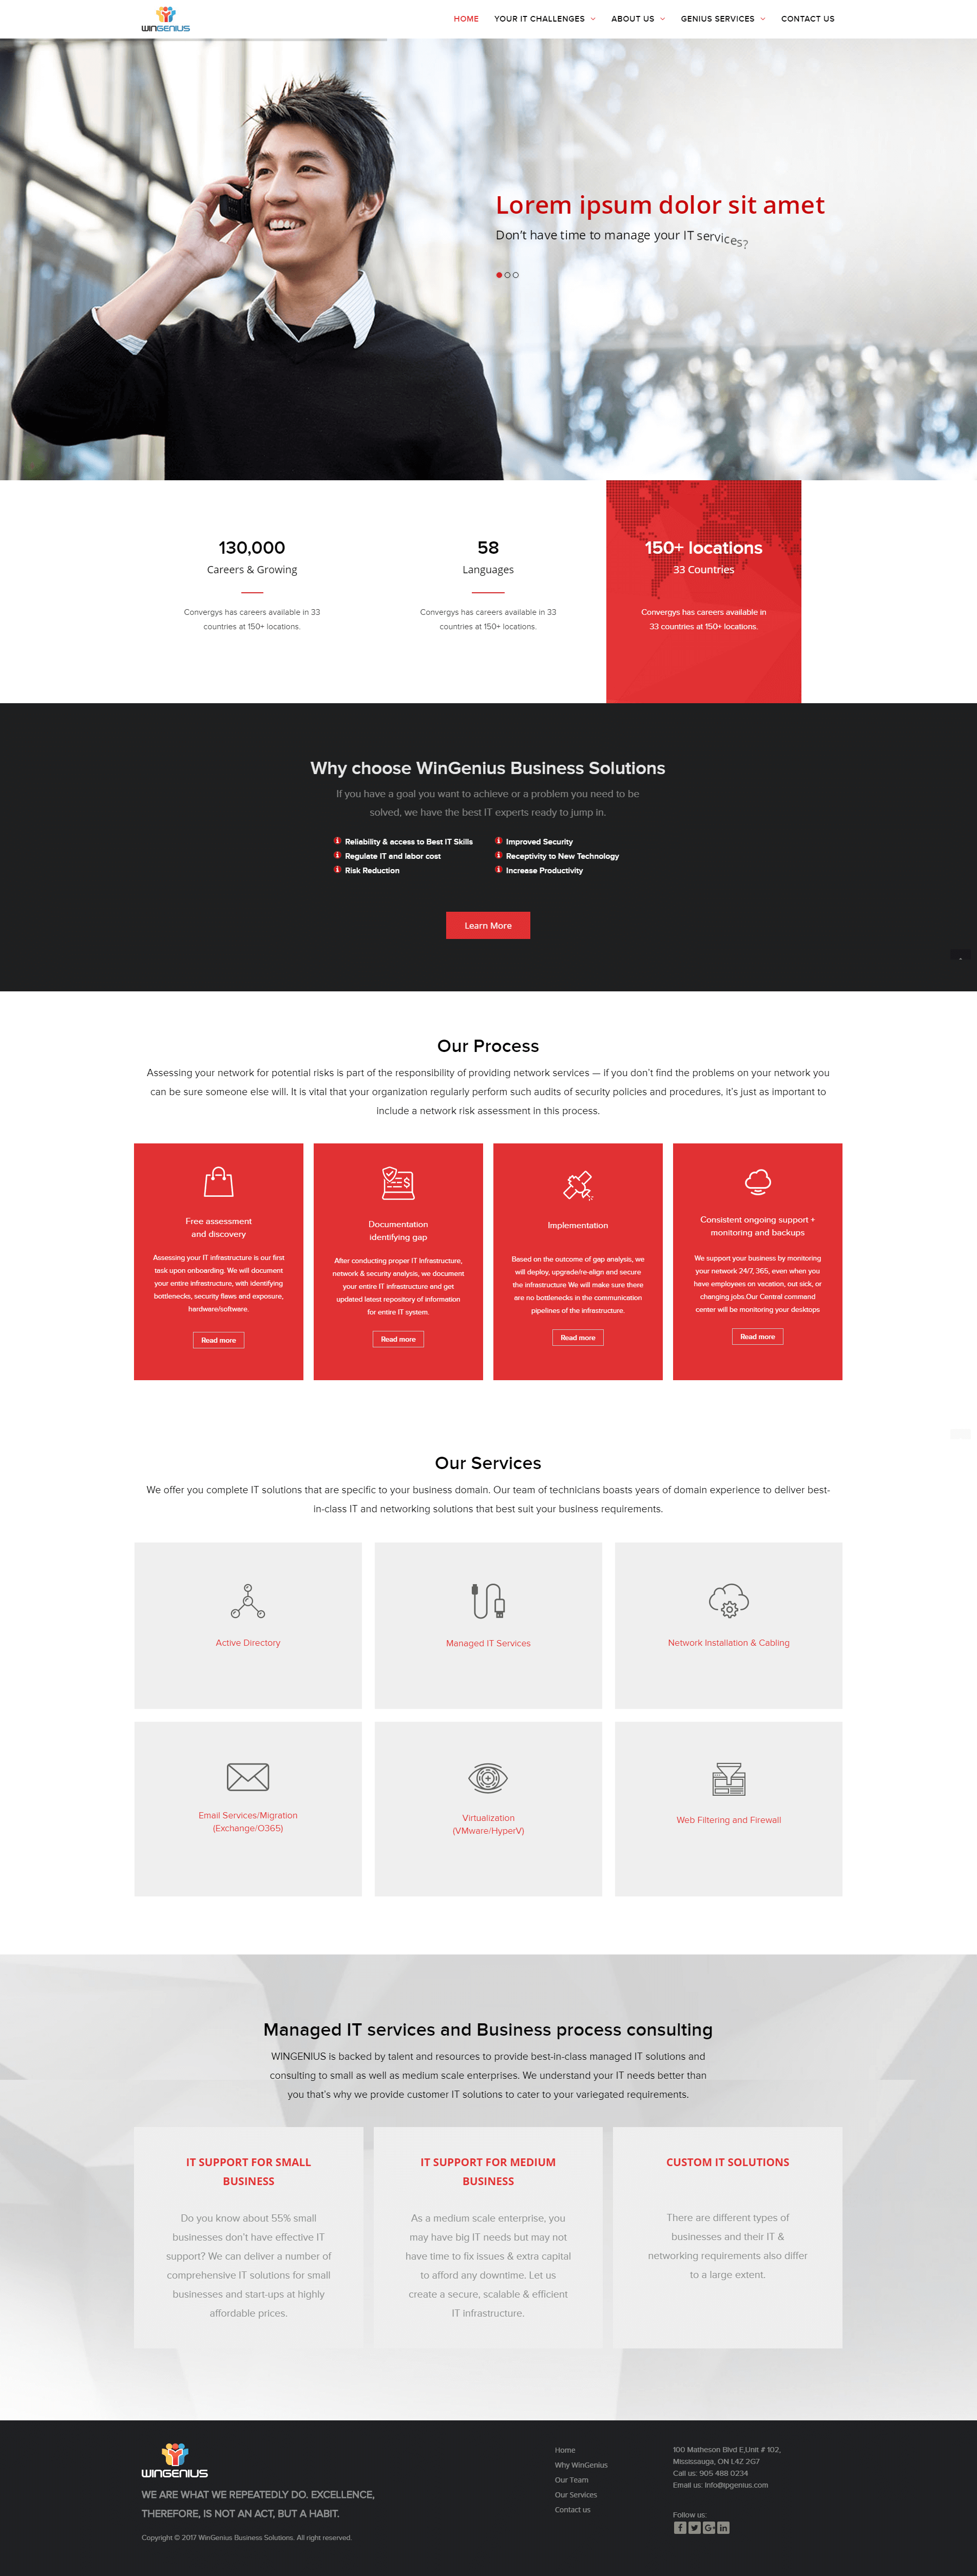 WINGENIUS
HOME YOUR IT CHALLENGES ABOUT US GENIUS SERVICES CONTACT US
Lorem ipsum dolor sit amet
Don't have time to manage your IT services?
130,000
Careers & Growing
Convergys has careers available in 33
countries at 150+ locations.
58
Languages
Convergys has careers available in 33
countries at 150+ locations.
150+ locations
33 Countries
Convergys has careers available in
33 countries at 150+ locations.
Why choose WinGenius Business Solutions
If you have a goal you want to achieve or a problem you need to be
solved, we have the best IT experts ready to jump in.
Reliability & access to Best IT Skills
Regulate IT and labor cost
Risk Reduction
Improved Security
Receptivity to New Technology
Increase Productivity
Learn More
Our Process
Assessing your network for potential risks is part of the responsibility of providing network services — if you don't find the problems on your network you
can be sure someone else will. It is vital that your organization regularly perform such audits of security policies and procedures, it's just as important to
include a network risk assessment in this process.
Free assessment
and discovery
Assessing your IT infrastructure is our first
task upon onboarding. We will document
your entire infrastructure, with identifying
bottlenecks, security flaws and exposure,
hardware/software.
Read more
Documentation
identifying gap
After conducting proper IT Infrastructure,
network & security analysis, we document
your entire IT infrastructure and get
updated latest repository of information
for entire IT system.
Read more
Implementation
Based on the outcome of gap analysis, we
will deploy, upgrade/re-align and secure
the infrastructure We will make sure there
are no bottlenecks in the communication
pipelines of the infrastructure.
Read more
Consistent ongoing support +
monitoring and backups
We support your business by monitoring
your network 24/7, 365, even when you
have employees on vacation, out sick, or
changing jobs.Our Central command
center will be monitoring your desktops
Read more
Our Services
We offer you complete IT solutions that are specific to your business domain. Our team of technicians boasts years of domain experience to deliver best-
in-class IT and networking solutions that best suit your business requirements.
Active Directory
Managed IT Services
Network Installation & Cabling
Email Services/Migration
(Exchange/O365)
Virtualization
(VMware/HyperV)
Web Filtering and Firewall
Managed IT services and Business process consulting
WINGENIUS is backed by talent and resources to provide best-in-class managed IT solutions and
consulting to small as well as medium scale enterprises. We understand your IT needs better than
you that's why we provide customer IT solutions to cater to your variegated requirements.
IT SUPPORT FOR SMALL
BUSINESS
Do you know about 55% small
businesses don't have effective IT
support? We can deliver a number of
comprehensive IT solutions for small
businesses and start-ups at highly
affordable prices.
IT SUPPORT FOR MEDIUM
BUSINESS
As a medium scale enterprise, you
may have big IT needs but may not
have time to fix issues & extra capital
to afford any downtime. Let us
create a secure, scalable & efficient
IT infrastructure.
CUSTOM IT SOLUTIONS
There are different types of
businesses and their IT &
networking requirements also differ
to a large extent.
WINGENIUS
WE ARE WHAT WE REPEATEDLY DO. EXCELLENCE,
THEREFORE, IS NOT AN ACT, BUT A HABIT.
Copyright © 2017 WinGenius Business Solutions. All right reserved.
Home
Why WinGenius
Our Team
Our Services
Contact us
100 Matheson Blvd E,Unit # 102,
Mississauga, ON L4Z 2G7
Call us: 905 488 0234
Email us: Info@ipgenius.com
Follow us: